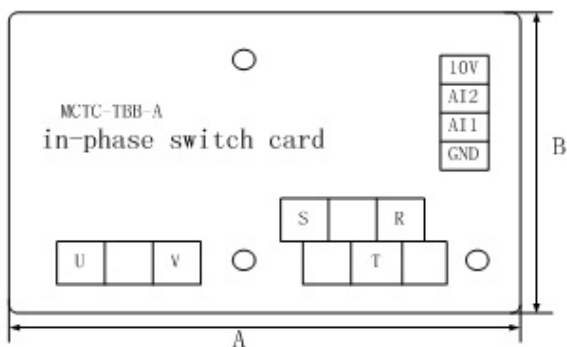 10V
AI2
AI1
GND
MCTC-TBB-A
in-phase switch card
B
S R
U V T
A